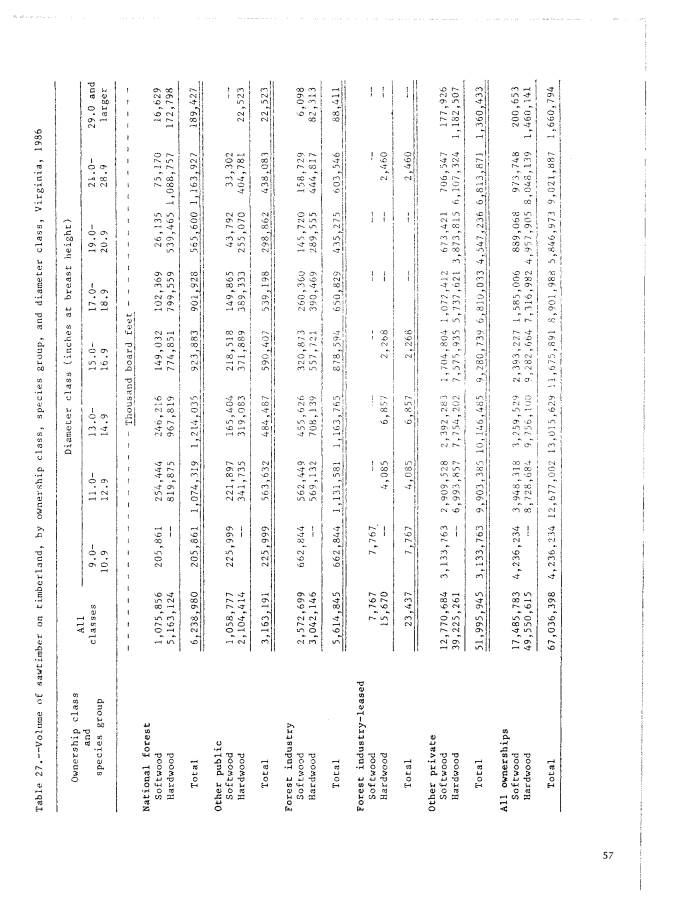 Table 27.--Volume of sawtimber on timberland, by ownership class, species group, and diameter class, Virginia, 1986
Diameter class (inches at breast height)
Ownership class and species group | All classes | 9.0- 10.9 | 11.0- 12.9 | 13.0- 14.9 | 15.0- 16.9 | 17.0- 18.9 | 19.0- 20.9 | 21.0- 28.9 | 29.0 and larger
- - - - - - - - - - - - - - - - Thousand board feet - - - - - - - - - - - - - - - -
National forest
Softwood 1,075,856 205,861 254,444 246,216 149,032 102,369 26,135 75,170 16,629
Hardwood 5,163,124 -- 819,875 967,819 774,851 799,559 539,465 1,088,757 172,798
Total 6,238,980 205,861 1,074,319 1,214,035 923,883 901,928 565,600 1,163,927 189,427
Other public
Softwood 1,058,777 225,999 221,897 165,404 218,518 149,865 43,792 33,302 --
Hardwood 2,104,414 -- 341,735 319,083 371,889 389,333 255,070 404,781 22,523
Total 3,163,191 225,999 563,632 484,487 590,407 539,198 298,862 438,083 22,523
Forest industry
Softwood 2,572,699 662,844 562,449 455,626 320,873 260,360 145,720 158,729 6,098
Hardwood 3,042,146 -- 569,132 708,139 557,721 390,469 289,555 444,817 82,313
Total 5,614,845 662,844 1,131,581 1,163,765 878,594 650,829 435,275 603,546 88,411
Forest industry-leased
Softwood 7,767 7,767 -- -- -- -- -- -- --
Hardwood 15,670 -- 4,085 6,857 2,268 -- -- 2,460 --
Total 23,437 7,767 4,085 6,857 2,268 -- -- 2,460 --
Other private
Softwood 12,770,684 3,133,763 2,909,528 2,392,283 1,704,804 1,072,412 673,421 706,547 177,926
Hardwood 39,225,261 -- 6,993,857 7,754,202 7,575,935 5,737,621 3,873,815 6,107,324 1,182,507
Total 51,995,945 3,133,763 9,903,385 10,146,485 9,280,739 6,810,033 4,547,236 6,813,871 1,360,433
All ownerships
Softwood 17,485,783 4,236,234 3,948,318 3,259,529 2,393,227 1,585,006 889,068 973,748 200,653
Hardwood 49,550,615 -- 8,728,684 9,756,100 9,282,664 7,316,982 4,957,905 8,048,139 1,460,141
Total 67,036,398 4,236,234 12,677,002 13,015,629 11,675,891 8,901,988 5,846,973 9,021,887 1,660,794
57